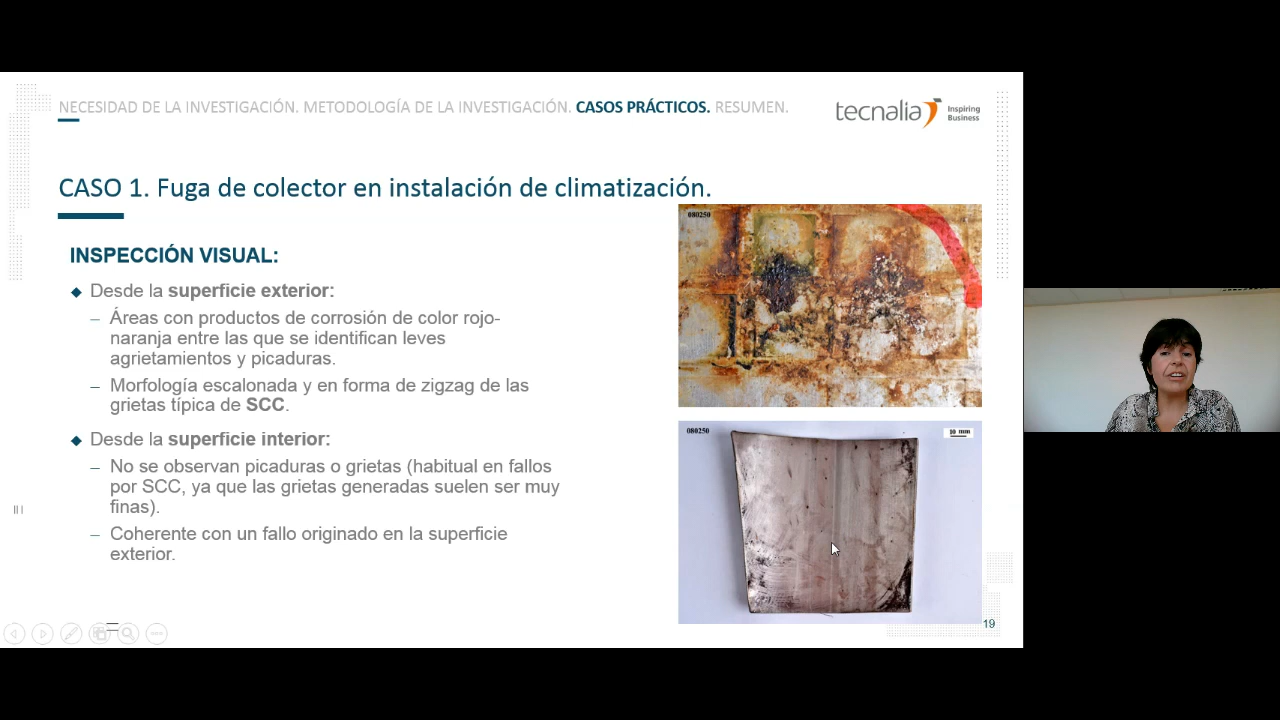 NECESIDAD DE LA INVESTIGACIÓN. METODOLOGÍA DE LA INVESTIGACIÓN. CASOS PRÁCTICOS. RESUMEN.
tecnalia Inspiring
Business
CASO 1. Fuga de colector en instalación de climatización.
INSPECCIÓN VISUAL:
Desde la superficie exterior:
– Áreas con productos de corrosión de color rojo-
naranja entre las que se identifican leves
agrietamientos y picaduras.
– Morfología escalonada y en forma de zigzag de las
grietas típica de SCC.
Desde la superficie interior:
– No se observan picaduras o grietas (habitual en fallos
por SCC, ya que las grietas generadas suelen ser muy
finas).
– Coherente con un fallo originado en la superficie
exterior.
080250
080250
10 mm
19